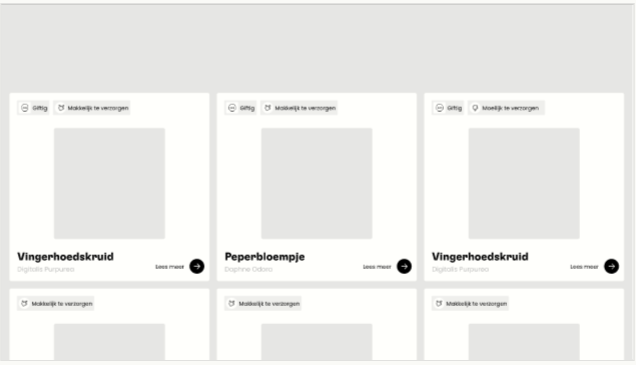 Giftig Makkelijk te verzorgen
Giftig Makkelijk te verzorgen
Giftig Moeilijk te verzorgen
Vingerhoedskruid
Digitalis Purpurea
Lees meer
Peperbloempje
Daphne Odora
Lees meer
Vingerhoedskruid
Digitalis Purpurea
Lees meer
Makkelijk te verzorgen
Makkelijk te verzorgen
Makkelijk te verzorgen